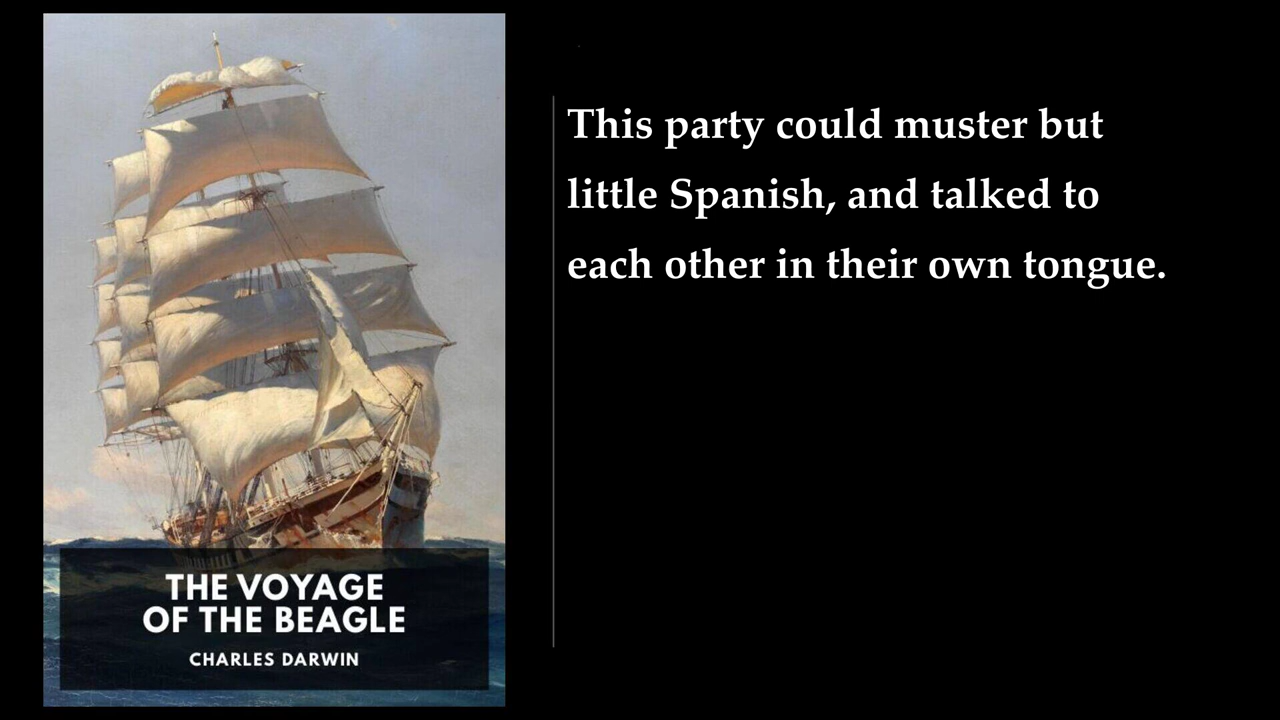 THE VOYAGE
OF THE BEAGLE
CHARLES DARWIN
This party could muster but
little Spanish, and talked to
each other in their own tongue.